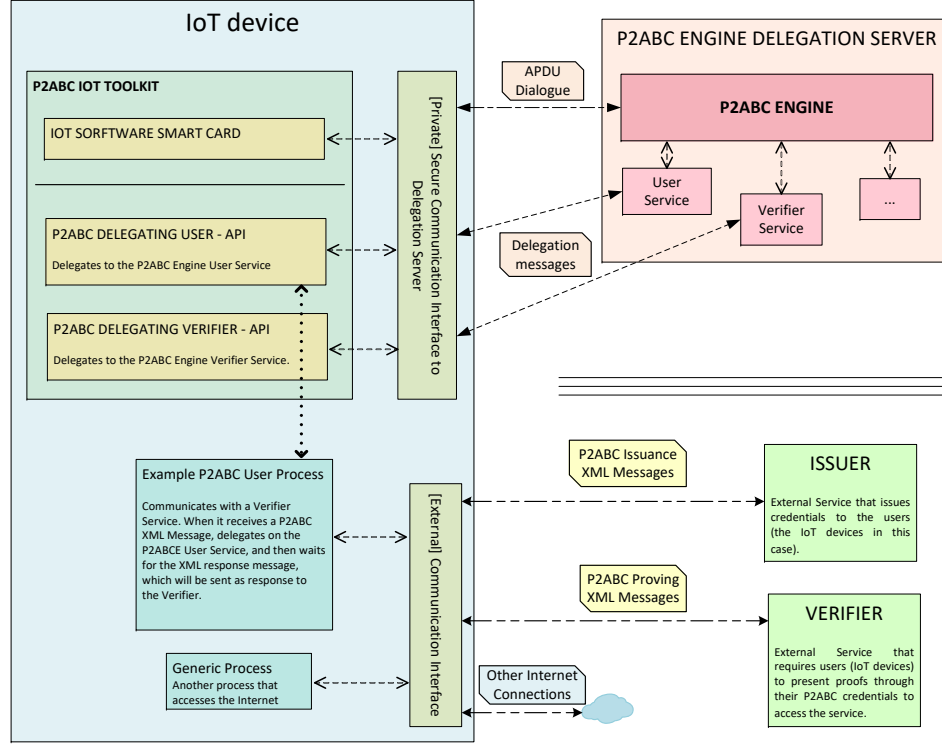 IoT device
P2ABC IOT TOOLKIT
IOT SORFTWARE SMART CARD
P2ABC DELEGATING USER - API
Delegates to the P2ABC Engine User Service
P2ABC DELEGATING VERIFIER - API
Delegates to the P2ABC Engine Verifier Service.
[Private] Secure Communication Interface to
Delegation Server
APDU
Dialogue
Delegation
messages
P2ABC ENGINE DELEGATION SERVER
P2ABC ENGINE
User
Service
Verifier
Service
...
Example P2ABC User Process
Communicates with a Verifier
Service. When it receives a P2ABC
XML Message, delegates on the
P2ABCE User Service, and then waits
for the XML response message,
which will be sent as response to
the Verifier.
Generic Process
Another process that
accesses the Internet
[External] Communication Interface
P2ABC Issuance
XML Messages
P2ABC Proving
XML Messages
Other Internet
Connections
ISSUER
External Service that issues
credentials to the users
(the IoT devices in this
case).
VERIFIER
External Service that
requires users (IoT devices)
to present proofs through
their P2ABC credentials to
access the service.